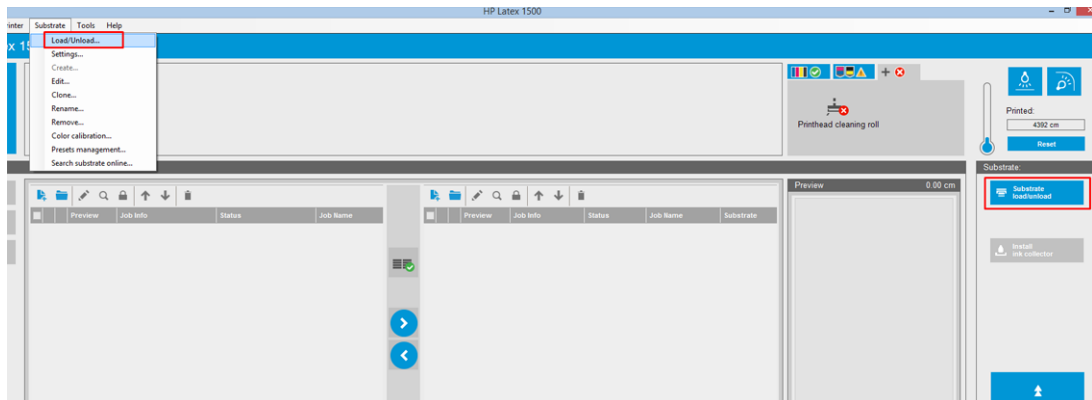 HP Latex 1500
Substrate Tools Help
Load/Unload...
Settings...
Create...
Edit...
Clone...
Rename...
Remove...
Color calibration...
Presets management...
Search substrate online...
Printhead cleaning roll
Printed:
4392 cm
Reset
Substrate:
Substrate
load/unload
Install
ink collector
Preview Job Info Status Job Name
Preview Job Info Status Job Name Substrate
Preview 0.00 cm